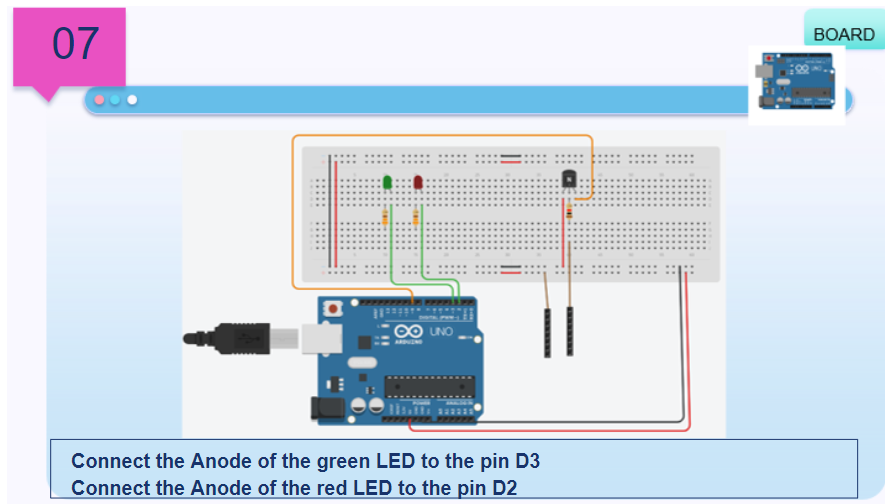 07
BOARD
UNO
ARDUINO
Connect the Anode of the green LED to the pin D3
Connect the Anode of the red LED to the pin D2